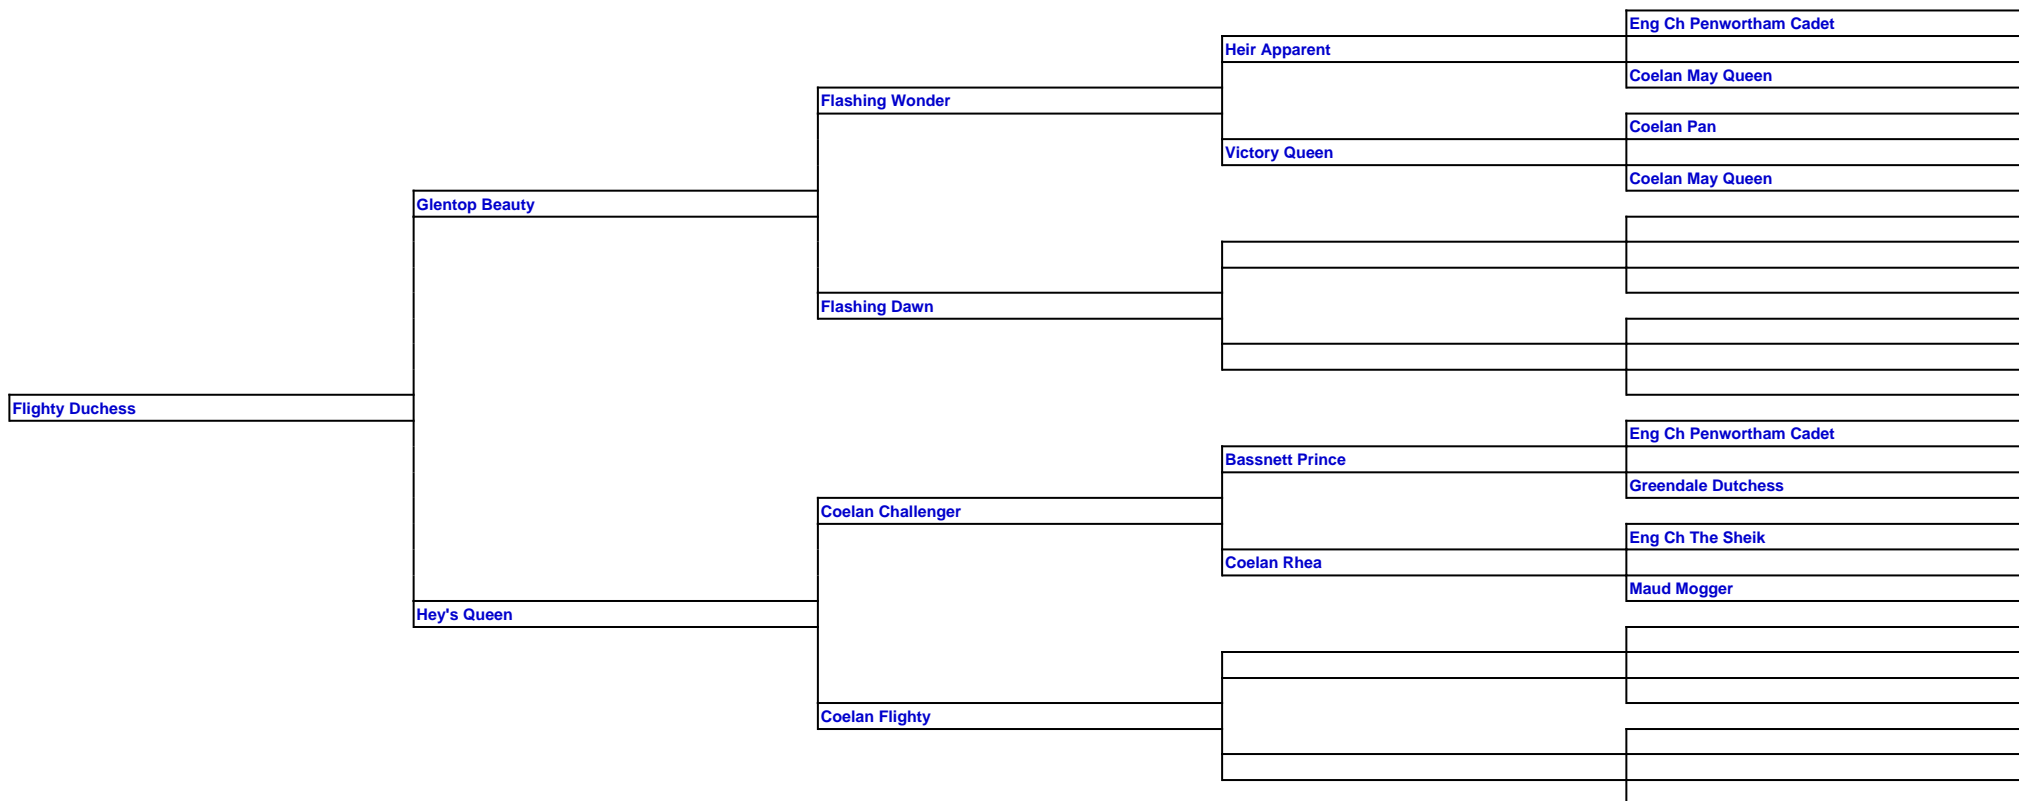 Eng Ch Penwortham Cadet
Heir Apparent
Coelan May Queen
Flashing Wonder
Coelan Pan
Victory Queen
Coelan May Queen
Glentop Beauty
Flashing Dawn
Flighty Duchess
Eng Ch Penwortham Cadet
Bassnett Prince
Greendale Dutchess
Coelan Challenger
Eng Ch The Sheik
Coelan Rhea
Maud Mogger
Hey's Queen
Coelan Flighty